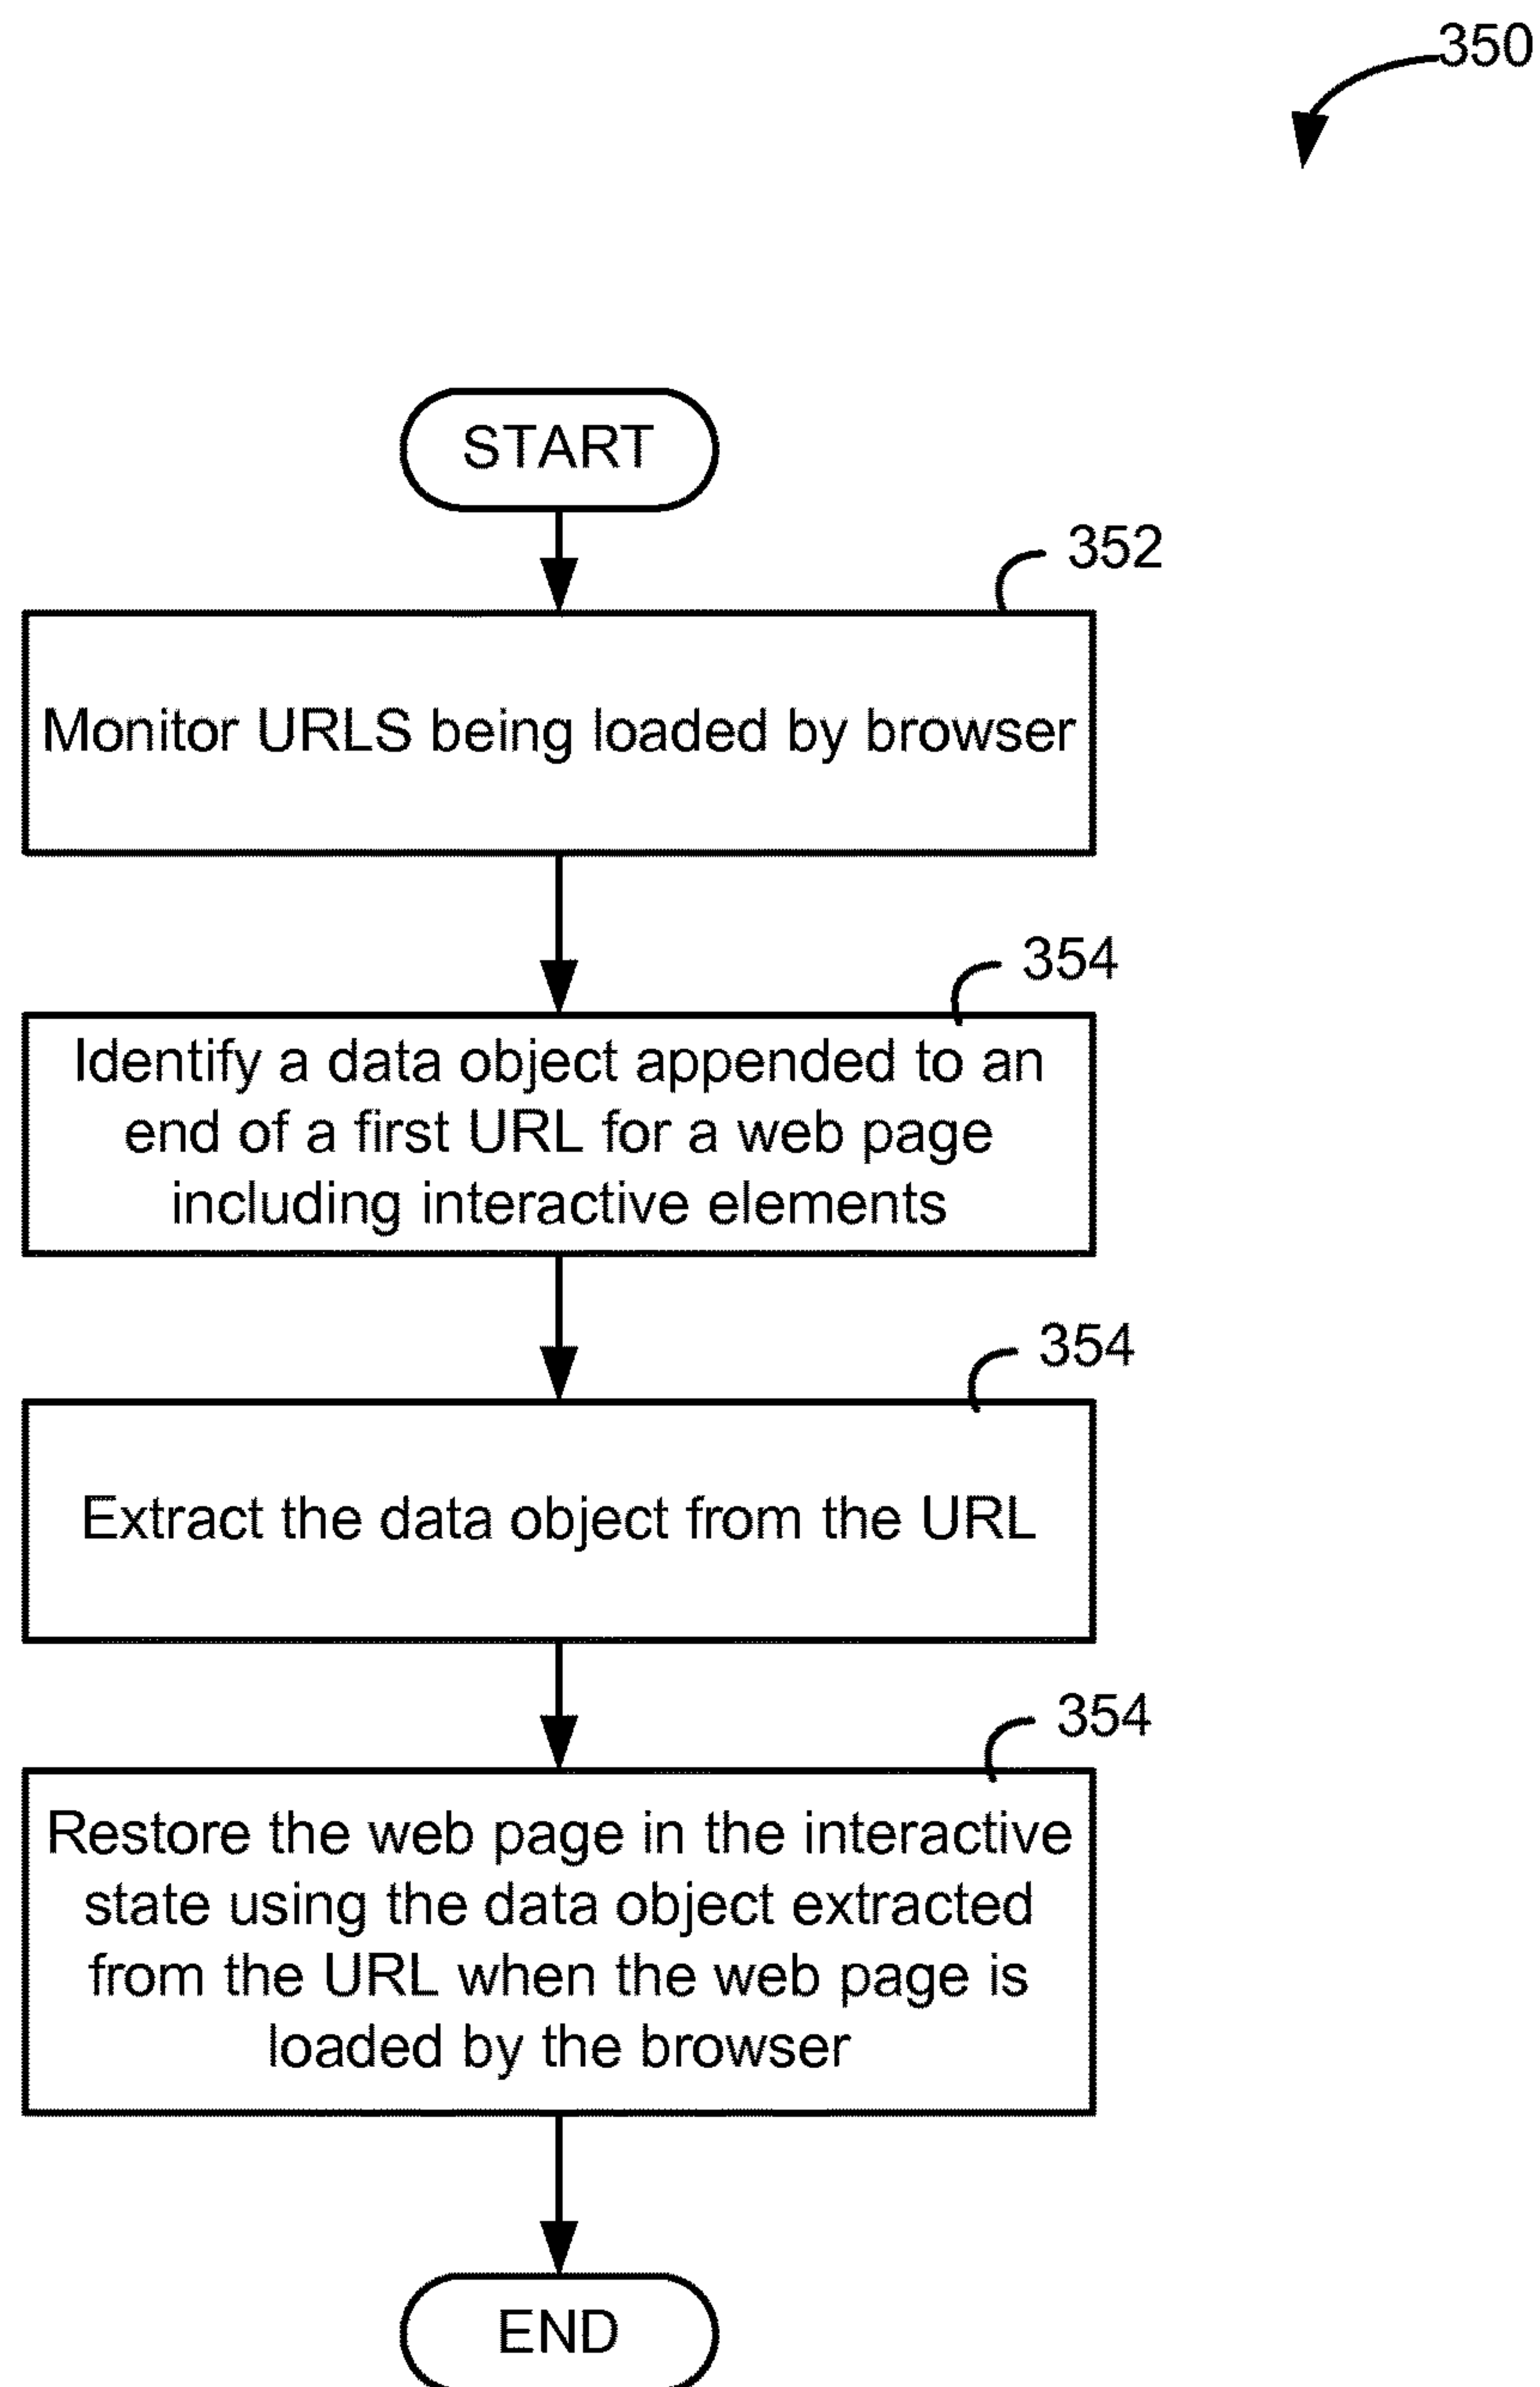 350
START
352
Monitor URLS being loaded by browser
354
Identify a data object appended to an
end of a first URL for a web page
including interactive elements
354
Extract the data object from the URL
354
Restore the web page in the interactive
state using the data object extracted
from the URL when the web page is
loaded by the browser
END